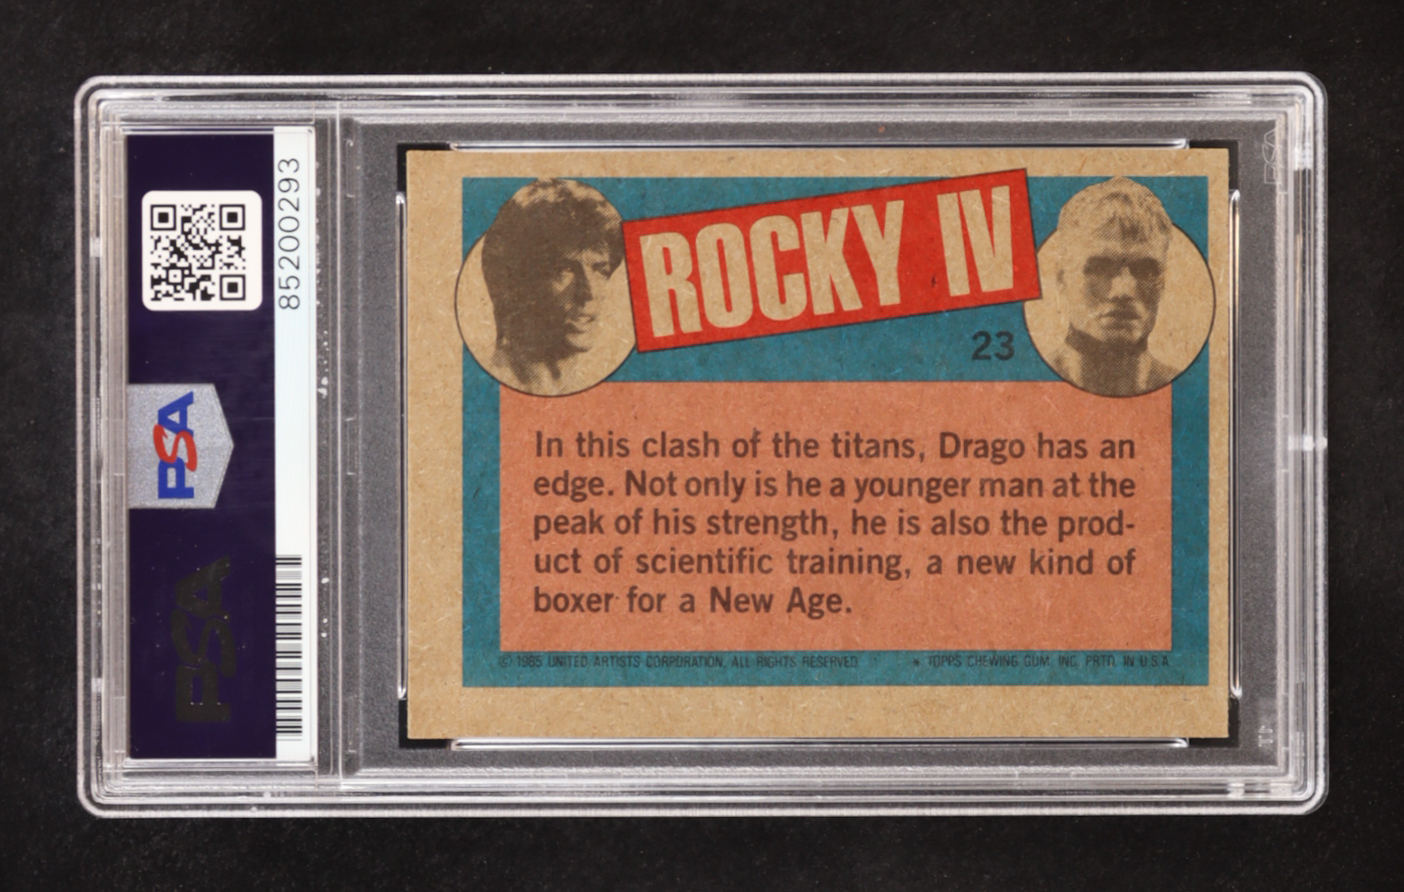 85200293
PSA
PSA
ROCKY IV
23
In this clash of the titans, Drago has an
edge. Not only is he a younger man at the
peak of his strength, he is also the prod-
uct of scientific training, a new kind of
boxer for a New Age.
© 1985 UNITED ARTISTS CORPORATION, ALL RIGHTS RESERVED.
* TOPPS CHEWING GUM, INC. PRTD. IN U.S.A.
PSA